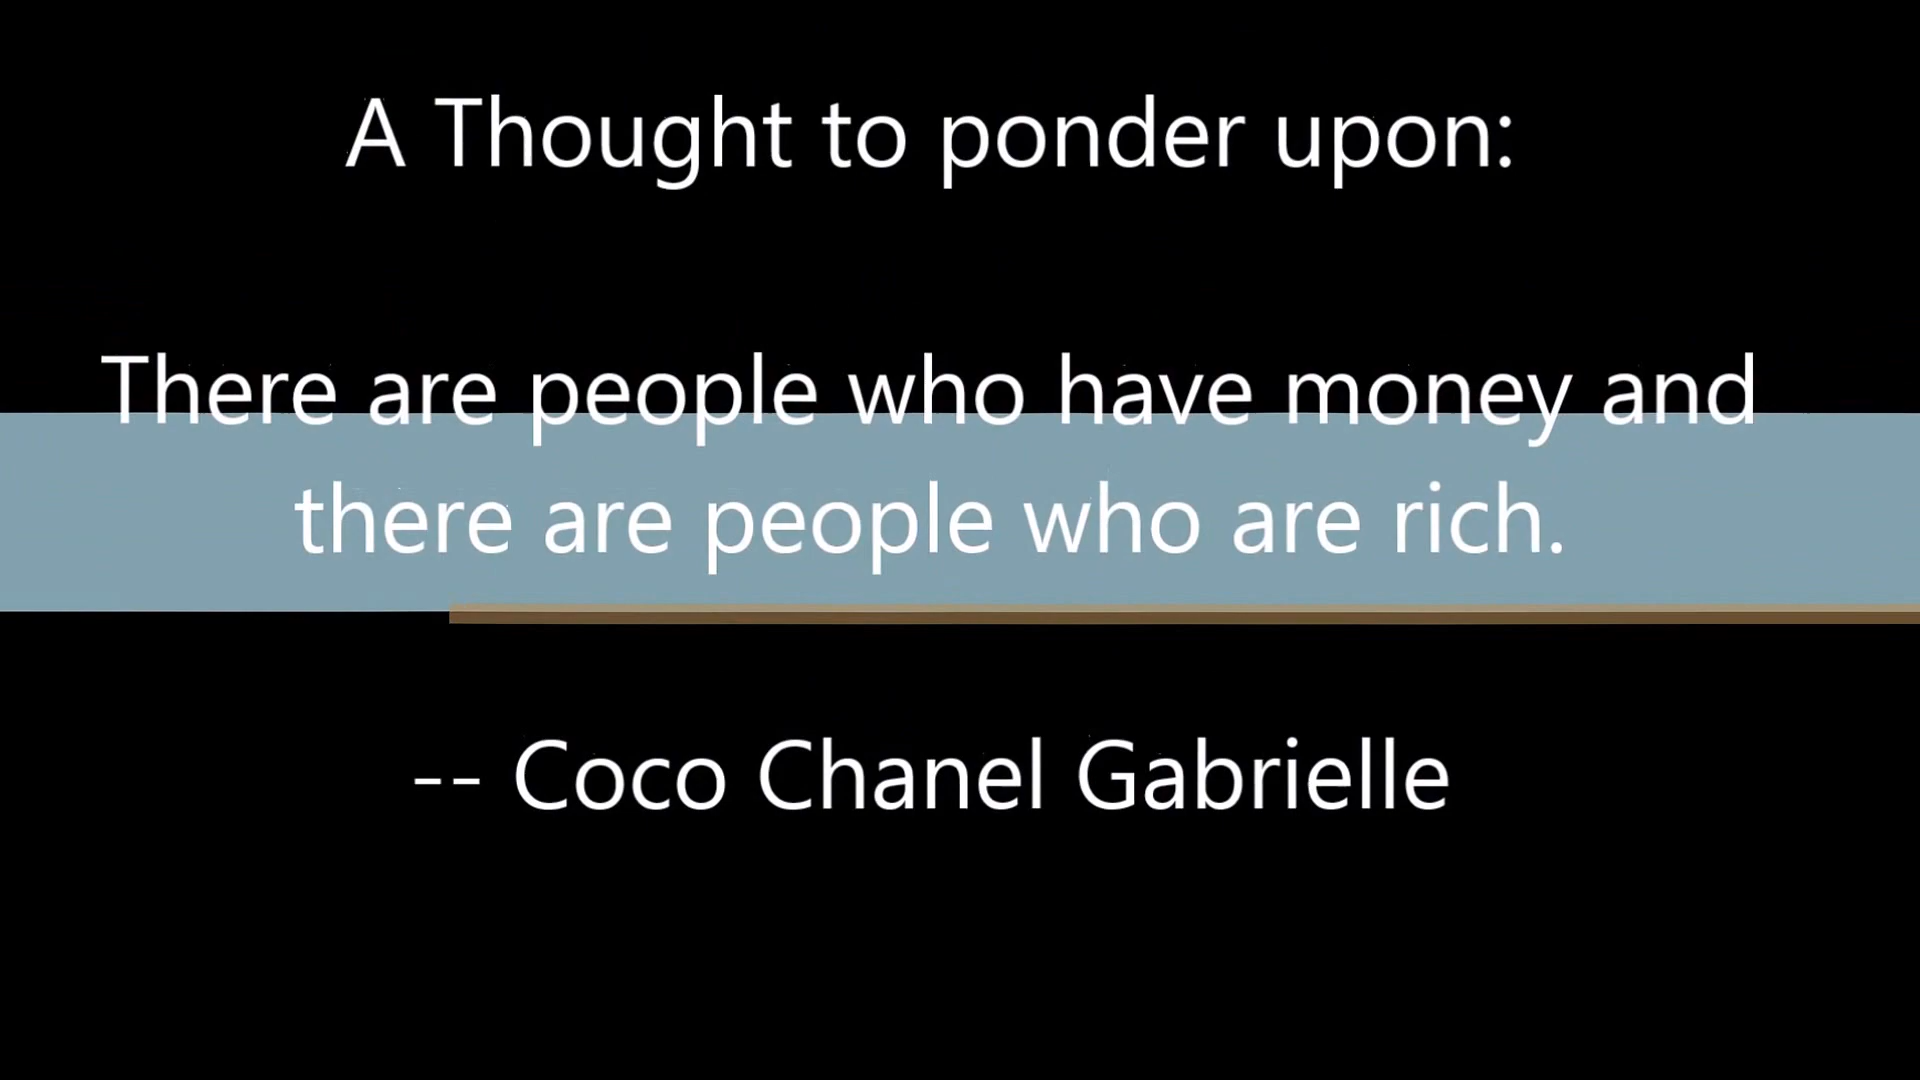 A Thought to ponder upon:
There are people who have money and
there are people who are rich.
-- Coco Chanel Gabrielle